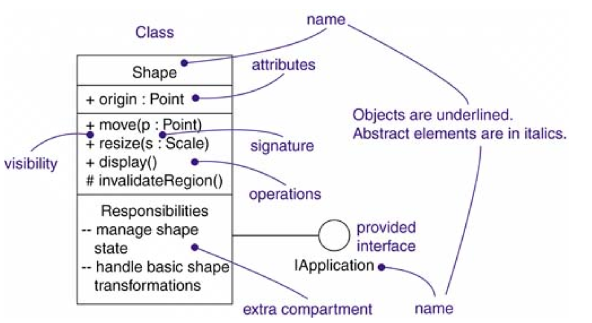 Class
name
Shape
attributes
+ origin : Point
+ move(p : Point)
+ resize(s : Scale)
+ display()
# invalidateRegion()
visibility
signature
operations
Objects are underlined.
Abstract elements are in italics.
Responsibilities
-- manage shape
state
-- handle basic shape
transformations
provided
interface
IApplication
extra compartment
name